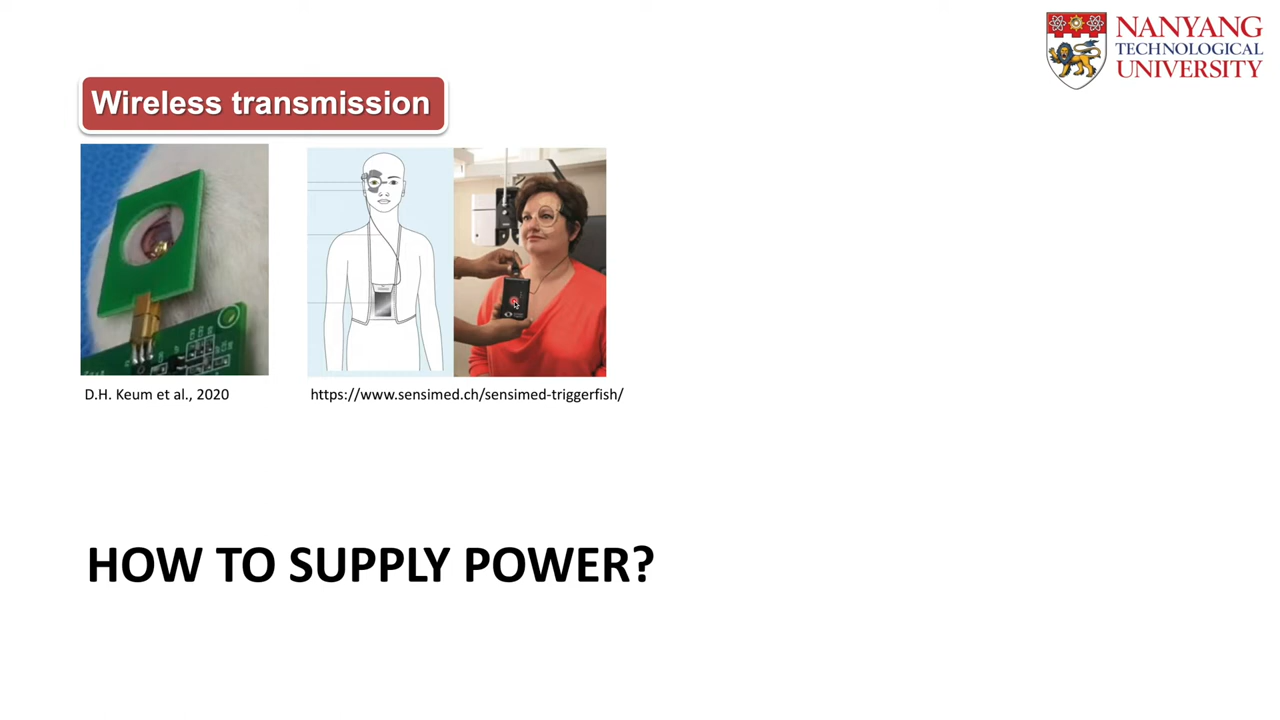 NANYANG
TECHNOLOGICAL
UNIVERSITY
Wireless transmission
D.H. Keum et al., 2020
https://www.sensimed.ch/sensimed-triggerfish/
HOW TO SUPPLY POWER?